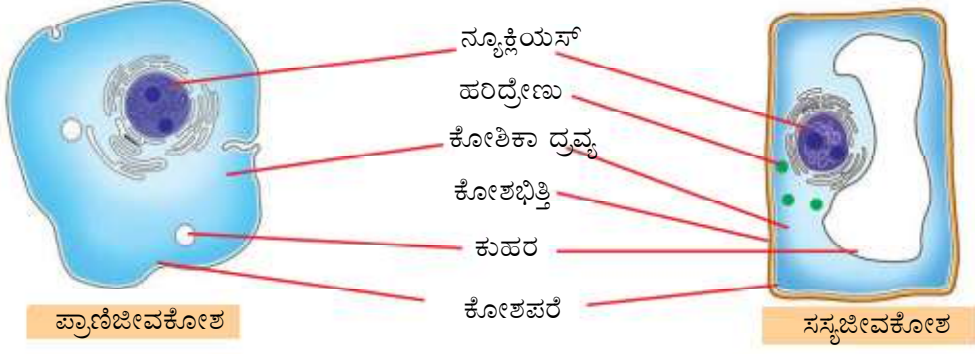 ನ್ಯೂಕ್ಲಿಯಸ್
ಹರಿದ್ರೇಣು
ಕೋಶಿಕಾ ದ್ರವ್ಯ
ಕೋಶಭಿತ್ತಿ
ಕುಹರ
ಕೋಶಪರೆ
ಪ್ರಾಣಿಜೀವಕೋಶ
ಸಸ್ಯಜೀವಕೋಶ